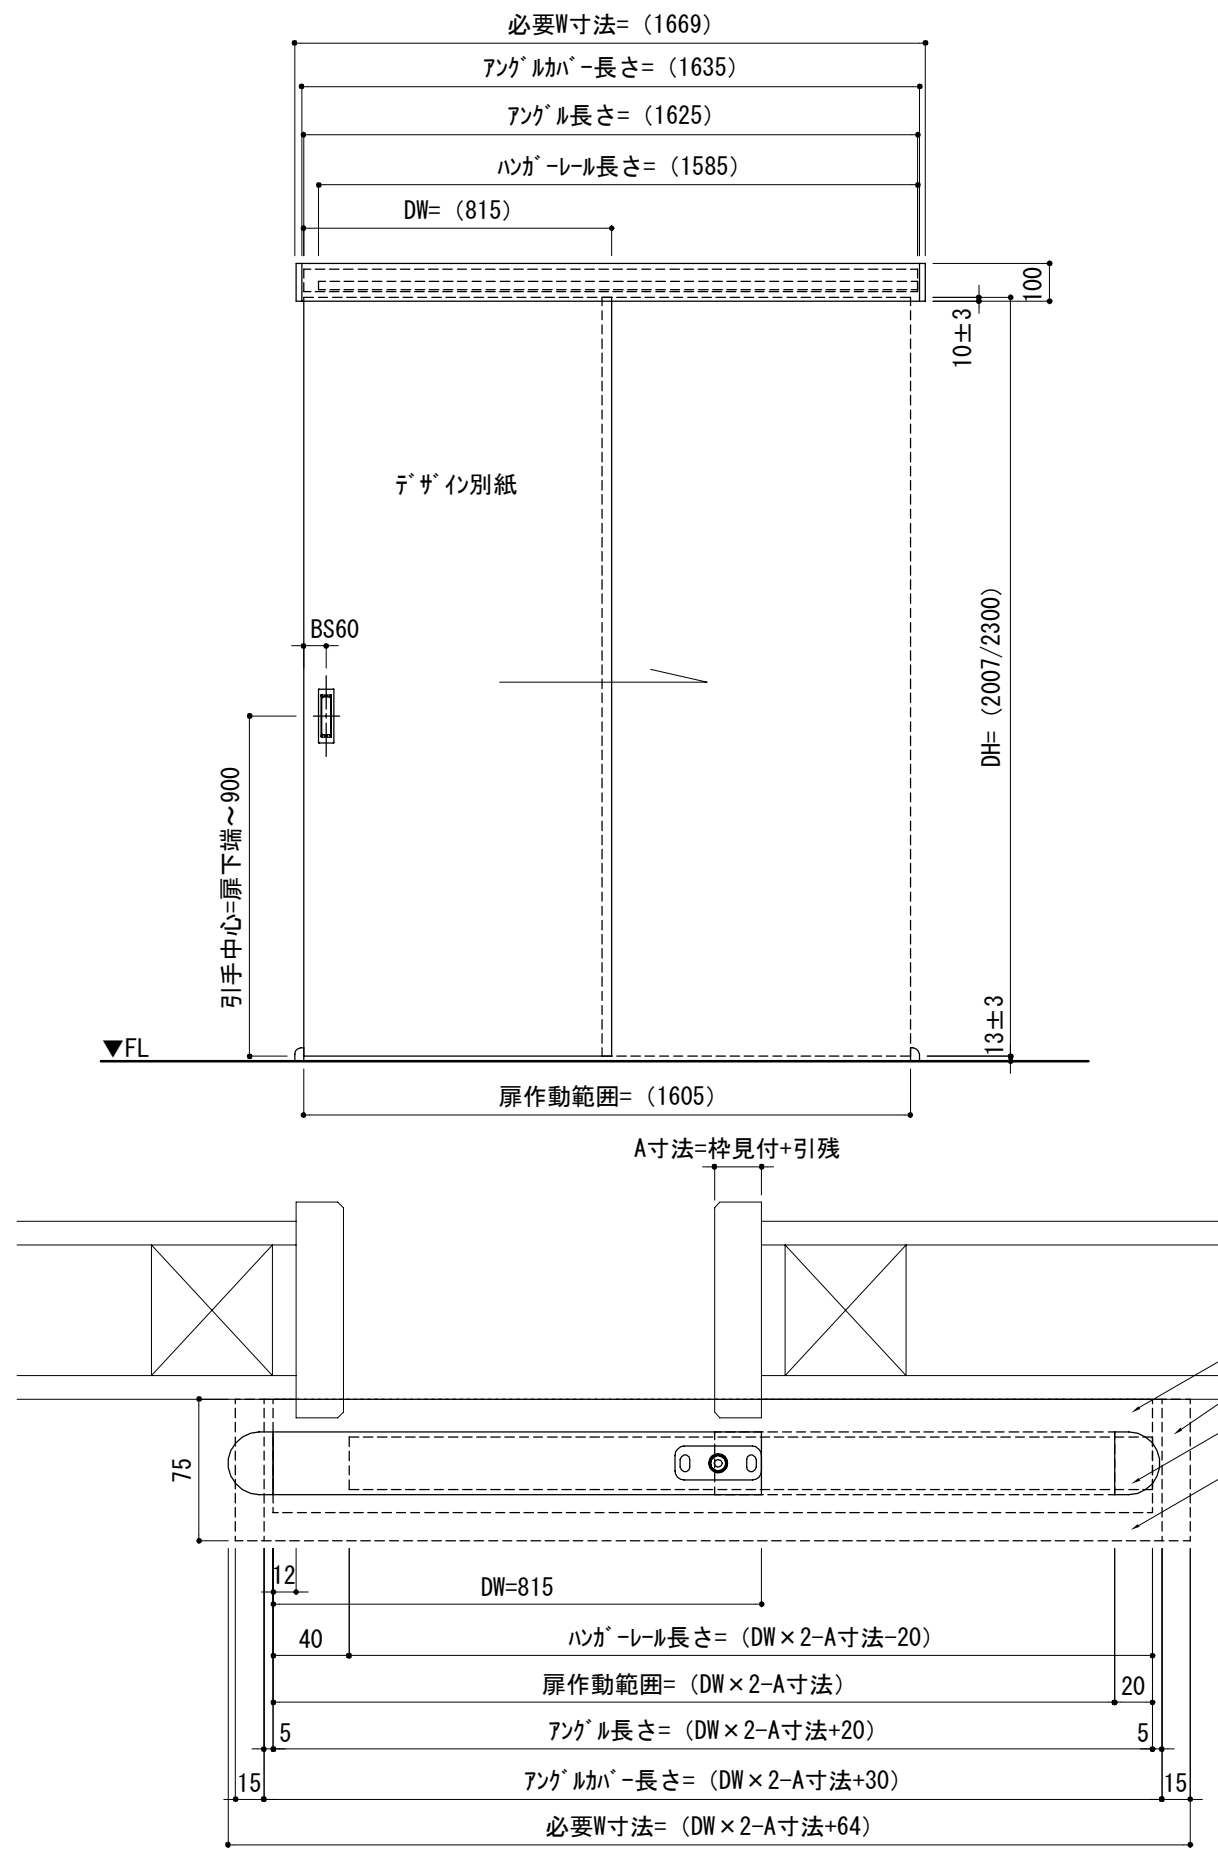 必要W寸法= (1669)
ｱﾝｸﾞﾙｶﾊﾞｰ長さ= (1635)
ｱﾝｸﾞﾙ長さ= (1625)
ﾊﾝｶﾞｰﾚｰﾙ長さ= (1585)
DW= (815)
100
10±3
ﾃﾞｻﾞｲﾝ別紙
BS60
DH= (2007/2300)
引手中心=扉下端～900
13±3
▼FL
扉作動範囲= (1605)
A寸法=枠見付+引残
75
12
DW=815
40
ﾊﾝｶﾞｰﾚｰﾙ長さ= (DW×2-A寸法-20)
扉作動範囲= (DW×2-A寸法)
20
5
ｱﾝｸﾞﾙ長さ= (DW×2-A寸法+20)
5
15
ｱﾝｸﾞﾙｶﾊﾞｰ長さ= (DW×2-A寸法+30)
15
必要W寸法= (DW×2-A寸法+64)